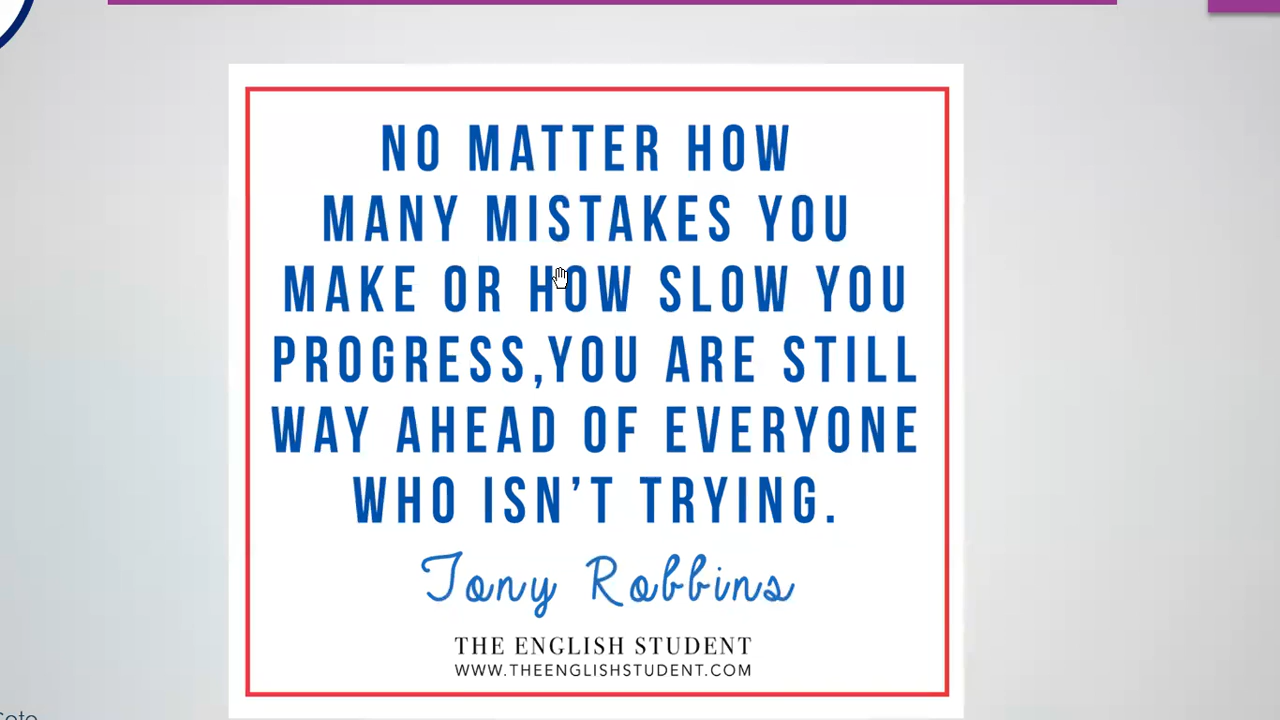 NO MATTER HOW
MANY MISTAKES YOU
MAKE OR HOW SLOW YOU
PROGRESS,YOU ARE STILL
WAY AHEAD OF EVERYONE
WHO ISN'T TRYING.
Tony Robbins
THE ENGLISH STUDENT
WWW.THEENGLISHSTUDENT.COM